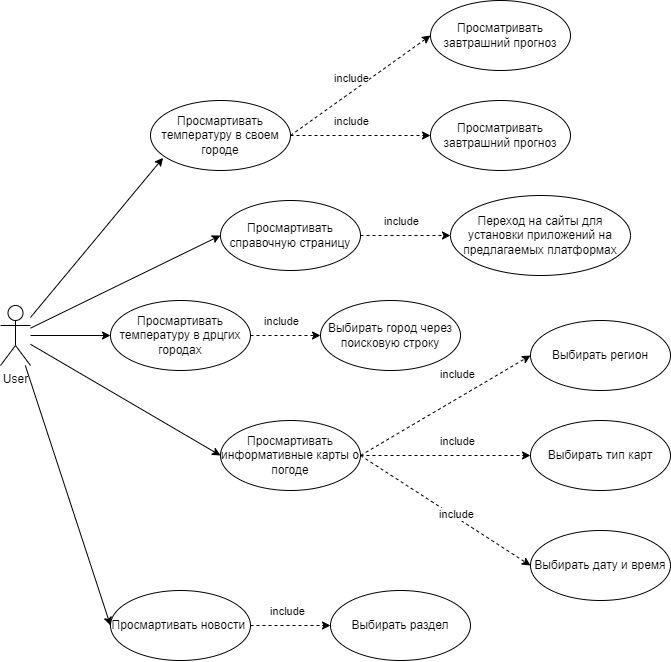 Просматривать
завтрашний прогноз
include
Просмартивать
температуру в своем
городе
include
Просматривать
завтрашний прогноз
Просмартивать
справочную страницу
include
Переход на сайты для
установки приложений на
предлагаемых платформах
User
Просмартивать
температуру в дрцгих
городах
include
Выбирать город через
поисковую строку
Просмартивать
информативные карты о
погоде
include
Выбирать регион
include
Выбирать тип карт
include
Выбирать дату и время
Просмартивать новости
include
Выбирать раздел